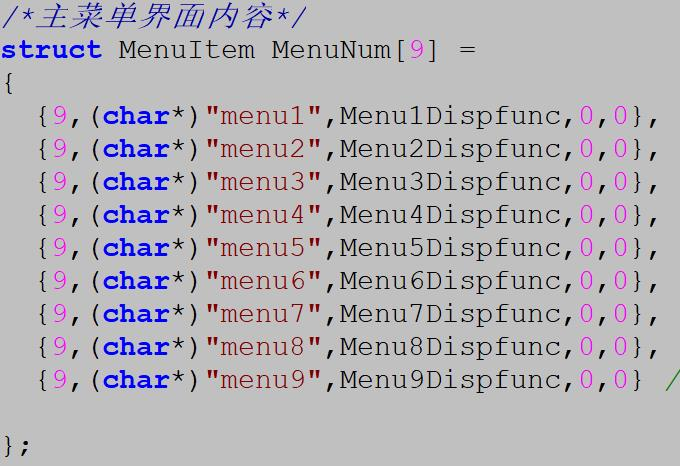 /*主菜单界面内容*/
struct MenuItem MenuNum[9] =
{
{9,(char*)"menu1",Menu1Dispfunc,0,0},
{9,(char*)"menu2",Menu2Dispfunc,0,0},
{9,(char*)"menu3",Menu3Dispfunc,0,0},
{9,(char*)"menu4",Menu4Dispfunc,0,0},
{9,(char*)"menu5",Menu5Dispfunc,0,0},
{9,(char*)"menu6",Menu6Dispfunc,0,0},
{9,(char*)"menu7",Menu7Dispfunc,0,0},
{9,(char*)"menu8",Menu8Dispfunc,0,0},
{9,(char*)"menu9",Menu9Dispfunc,0,0} /
};